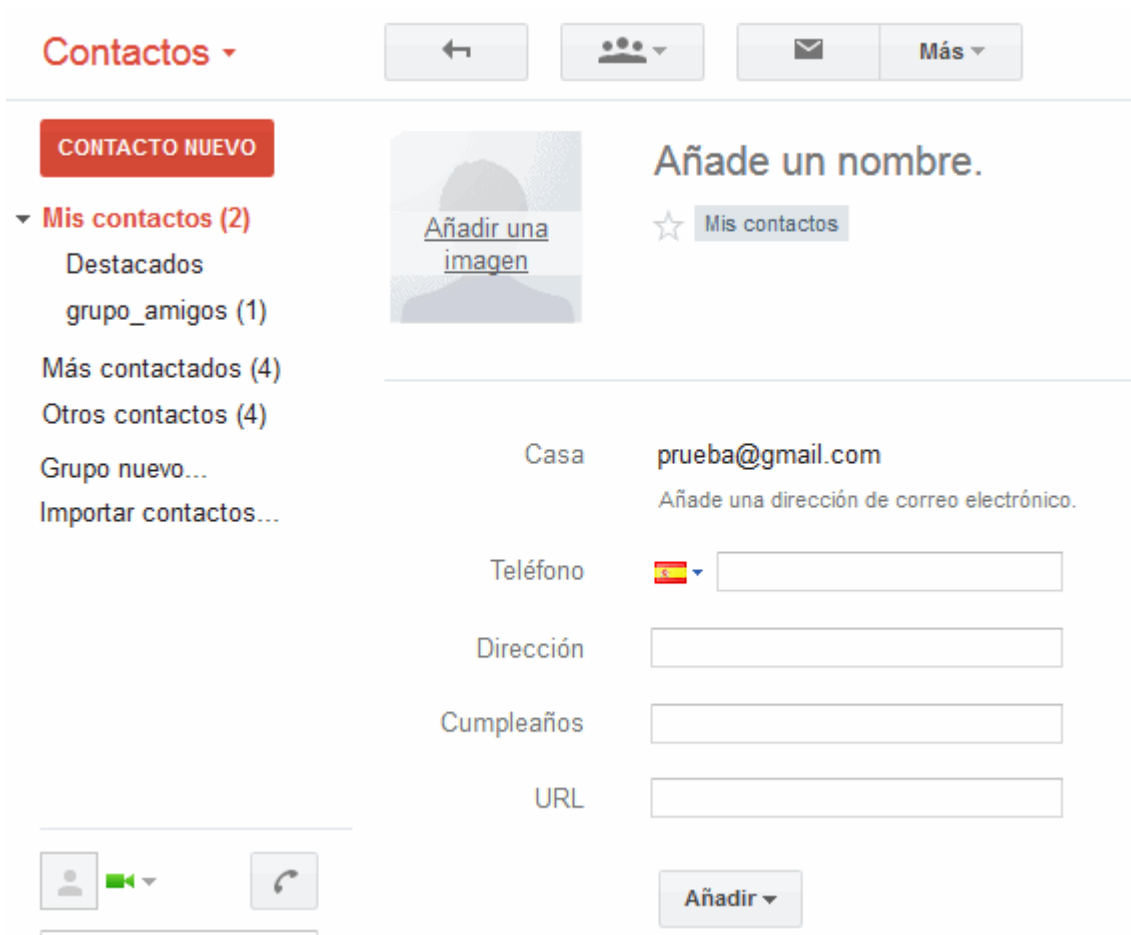 Contactos
Más
CONTACTO NUEVO
Mis contactos (2)
Destacados
grupo_amigos (1)
Más contactados (4)
Otros contactos (4)
Grupo nuevo...
Importar contactos...
Añadir una
imagen
Añade un nombre.
Mis contactos
Casa prueba@gmail.com
Añade una dirección de correo electrónico.
Teléfono
Dirección
Cumpleaños
URL
Añadir